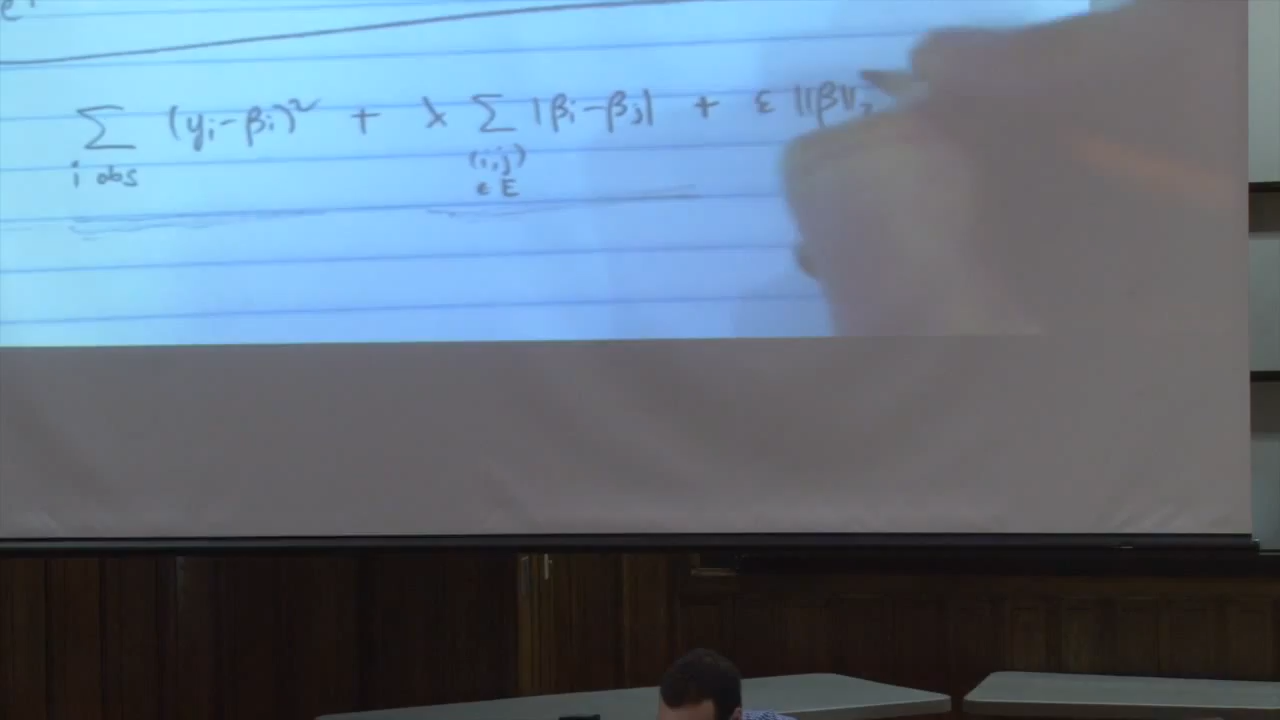 Σ (yᵢ-βᵢ)² + λ Σ |βᵢ-βⱼ| + ε ||β||₂
i obs (i,j)
∈ E